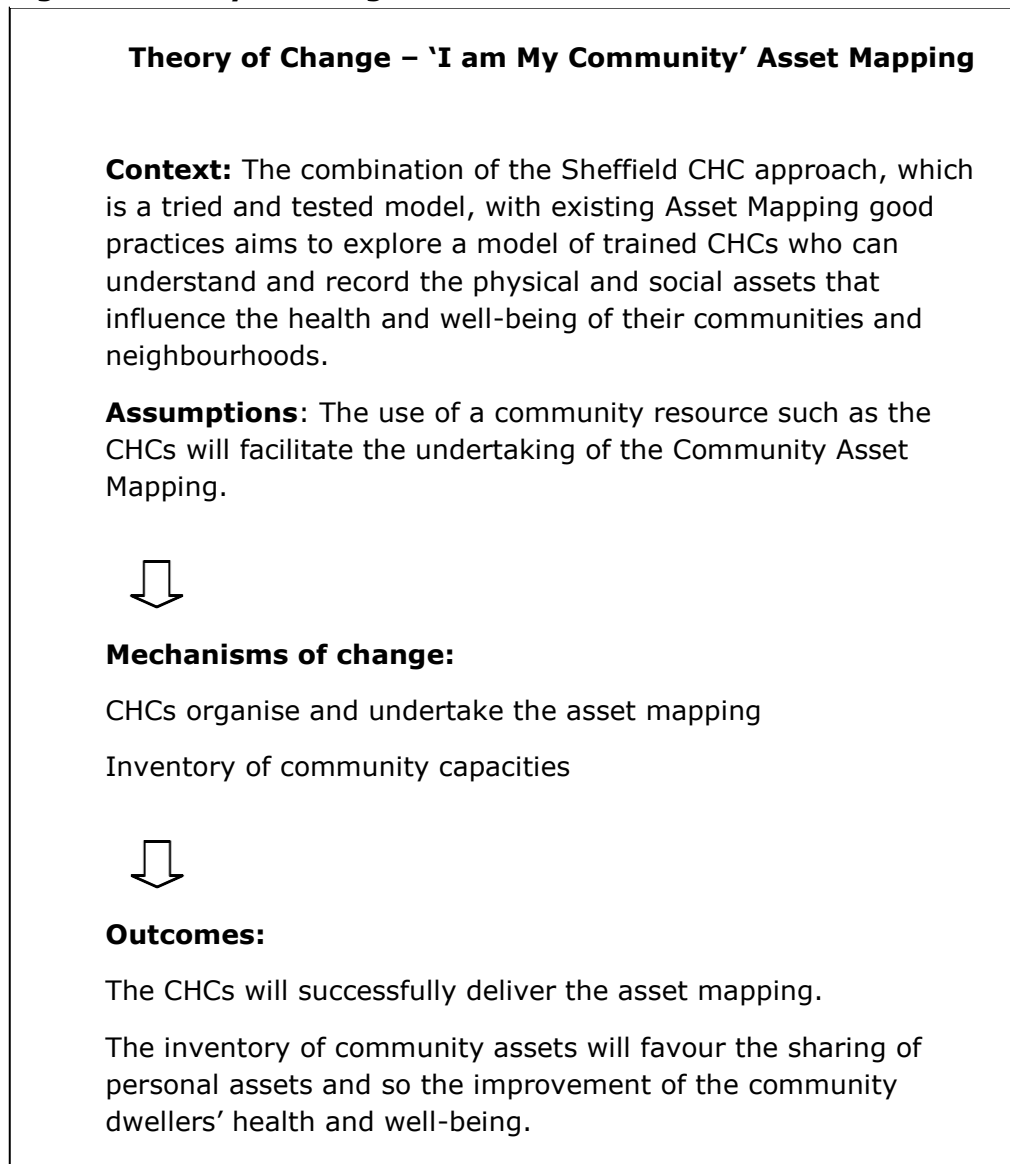 Theory of Change – ‘I am My Community’ Asset Mapping
Context: The combination of the Sheffield CHC approach, which
is a tried and tested model, with existing Asset Mapping good
practices aims to explore a model of trained CHCs who can
understand and record the physical and social assets that
influence the health and well-being of their communities and
neighbourhoods.
Assumptions: The use of a community resource such as the
CHCs will facilitate the undertaking of the Community Asset
Mapping.
Mechanisms of change:
CHCs organise and undertake the asset mapping
Inventory of community capacities
Outcomes:
The CHCs will successfully deliver the asset mapping.
The inventory of community assets will favour the sharing of
personal assets and so the improvement of the community
dwellers’ health and well-being.